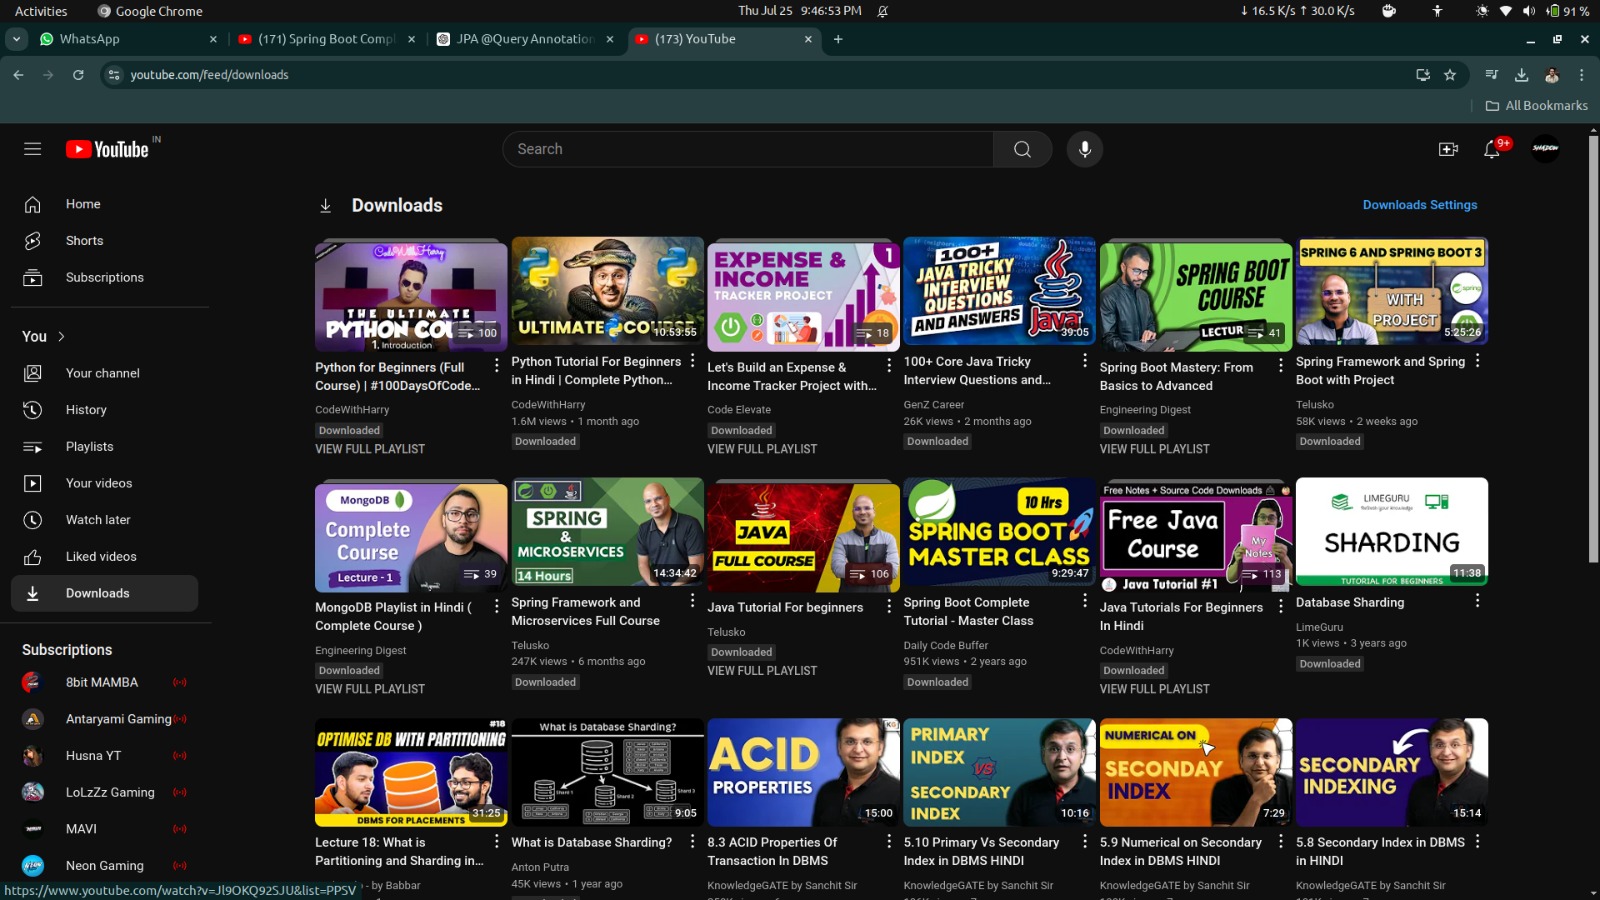 Activities
Google Chrome
Thu Jul 25 9:46:53 PM
↓ 16.5 K/s ↑ 30.0 K/s
91 %
WhatsApp
(171) Spring Boot Compl
JPA @Query Annotation
(173) YouTube
youtube.com/feed/downloads
All Bookmarks
YouTube IN
Search
9+
Home
Shorts
Subscriptions
You
Your channel
History
Playlists
Your videos
Watch later
Liked videos
Downloads
Subscriptions
8bit MAMBA
Antaryami Gaming
Husna YT
LoLzZz Gaming
MAVI
Neon Gaming
Downloads
Downloads Settings
CodeWithHarry
THE ULTIMATE
PYTHON CO
1. Introduction
100
Python for Beginners (Full
Course) | #100DaysOfCode...
CodeWithHarry
Downloaded
VIEW FULL PLAYLIST
ULTIMATE COURSE
10:53:55
Python Tutorial For Beginners
in Hindi | Complete Python...
CodeWithHarry
1.6M views • 1 month ago
Downloaded
EXPENSE &
INCOME
TRACKER PROJECT
1
18
Let's Build an Expense &
Income Tracker Project with...
Code Elevate
Downloaded
VIEW FULL PLAYLIST
100+
JAVA TRICKY
INTERVIEW
QUESTIONS
AND ANSWERS
Java
39:05
100+ Core Java Tricky
Interview Questions and...
GenZ Career
26K views • 2 months ago
Downloaded
SPRING BOOT
COURSE
LECTUR
41
Spring Boot Mastery: From
Basics to Advanced
Engineering Digest
Downloaded
VIEW FULL PLAYLIST
SPRING 6 AND SPRING BOOT 3
spring
WITH
PROJECT
5:25:26
Spring Framework and Spring
Boot with Project
Telusko
58K views • 2 weeks ago
Downloaded
MongoDB
Complete
Course
Lecture - 1
39
MongoDB Playlist in Hindi (
Complete Course )
Engineering Digest
Downloaded
VIEW FULL PLAYLIST
SPRING
&
MICROSERVICES
14 Hours
14:34:42
Spring Framework and
Microservices Full Course
Telusko
247K views • 6 months ago
Downloaded
JAVA
FULL COURSE
106
Java Tutorial For beginners
Telusko
Downloaded
VIEW FULL PLAYLIST
10 Hrs
SPRING BOOT
MASTER CLASS
9:29:47
Spring Boot Complete
Tutorial - Master Class
Daily Code Buffer
951K views • 2 years ago
Downloaded
Free Notes + Source Code Downloads
Free Java
Course
My
Notes
Java Tutorial #1
113
Java Tutorials For Beginners
In Hindi
CodeWithHarry
Downloaded
VIEW FULL PLAYLIST
LIMEGURU
SHARDING
TUTORIAL FOR BEGINNERS
11:38
Database Sharding
LimeGuru
1K views • 3 years ago
Downloaded
#18
OPTIMISE DB WITH PARTITIONING
DBMS FOR PLACEMENTS
31:25
Lecture 18: What is
Partitioning and Sharding in...
- by Babbar
What is Database Sharding?
Shard 1
Shard 2
Shard 3
9:05
What is Database Sharding?
Anton Putra
45K views • 1 year ago
ACID
PROPERTIES
KG
15:00
8.3 ACID Properties Of
Transaction In DBMS
KnowledgeGATE by Sanchit Sir
PRIMARY
INDEX
VS
SECONDARY
INDEX
10:16
5.10 Primary Vs Secondary
Index in DBMS HINDI
KnowledgeGATE by Sanchit Sir
NUMERICAL ON
SECONDAY
INDEX
7:29
5.9 Numerical on Secondary
Index in DBMS HINDI
KnowledgeGATE by Sanchit Sir
SECONDARY
INDEXING
15:14
5.8 Secondary Index in DBMS
in HINDI
KnowledgeGATE by Sanchit Sir
https://www.youtube.com/watch?v=Jl9OKQ92SJU&list=PPSV